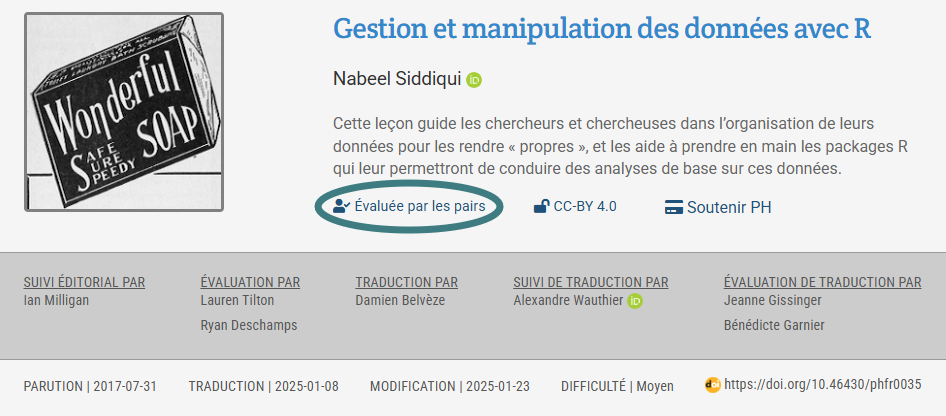 Wonderful
SAFE
SURE
SPEEDY
SOAP
Gestion et manipulation des données avec R
Nabeel Siddiqui iD
Cette leçon guide les chercheurs et chercheuses dans l'organisation de leurs
données pour les rendre « propres », et les aide à prendre en main les packages R
qui leur permettront de conduire des analyses de base sur ces données.
Évaluée par les pairs
CC-BY 4.0
Soutenir PH
SUIVI ÉDITORIAL PAR
Ian Milligan
ÉVALUATION PAR
Lauren Tilton
Ryan Deschamps
TRADUCTION PAR
Damien Belvèze
SUIVI DE TRADUCTION PAR
Alexandre Wauthier iD
ÉVALUATION DE TRADUCTION PAR
Jeanne Gissinger
Bénédicte Garnier
PARUTION | 2017-07-31
TRADUCTION | 2025-01-08
MODIFICATION | 2025-01-23
DIFFICULTÉ | Moyen
doi https://doi.org/10.46430/phfr0035